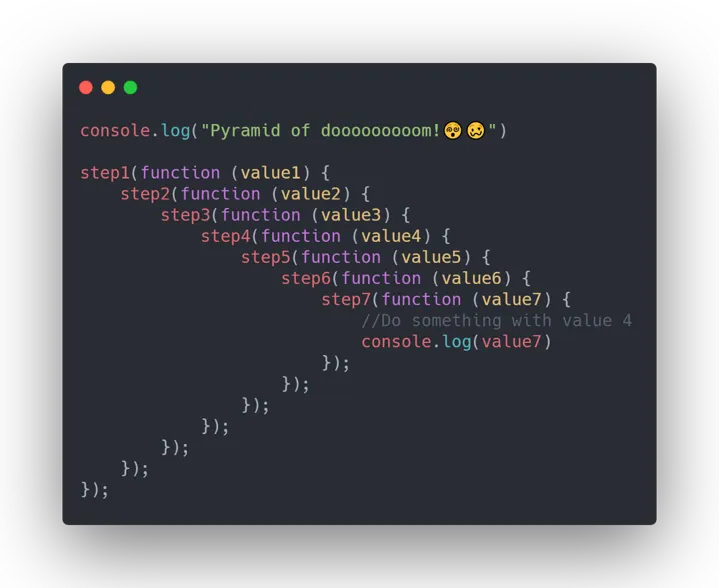 console.log("Pyramid of dooooooooom!😵🥴")
step1(function (value1) {
    step2(function (value2) {
        step3(function (value3) {
            step4(function (value4) {
                step5(function (value5) {
                    step6(function (value6) {
                        step7(function (value7) {
                            //Do something with value 4
                            console.log(value7)
                        });
                    });
                });
            });
        });
    });
});